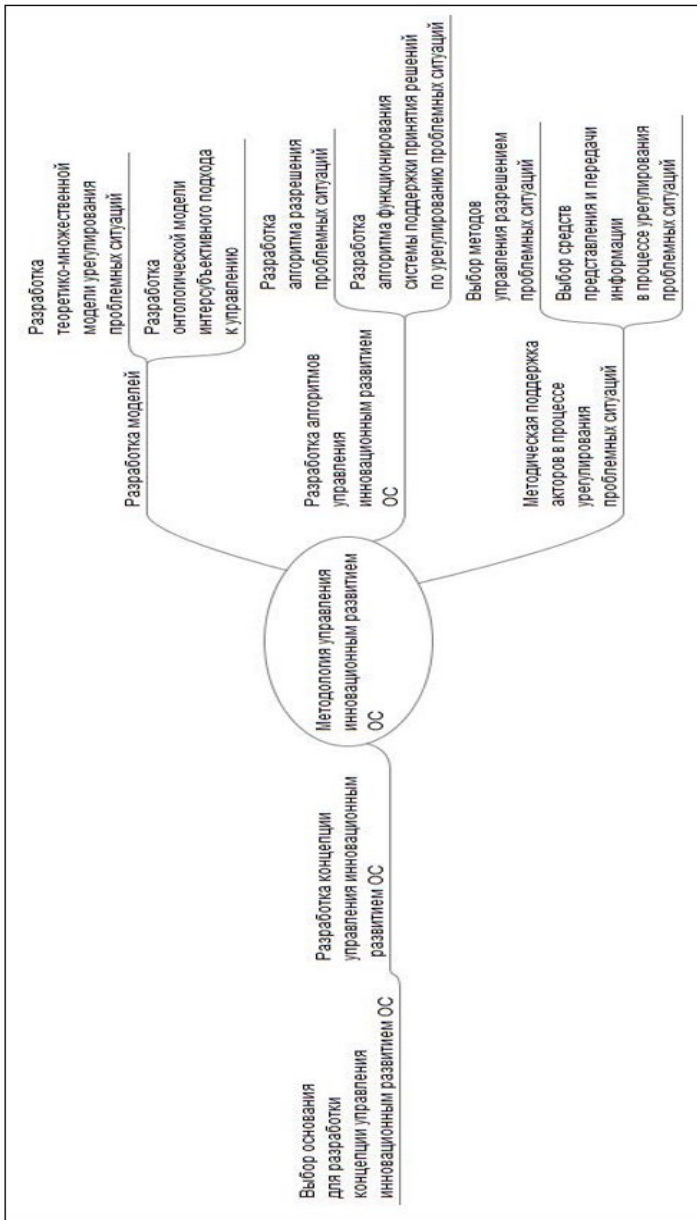 Выбор основания
для разработки
концепции управления
инновационным развитием ОС
Разработка концепции
управления инновационным
развитием ОС
Методология управления
инновационным развитием
ОС
Разработка моделей
Разработка
теоретико-множественной
модели урегулирования
проблемных ситуаций
Разработка
онтологической модели
интерсубъективного подхода
к управлению
Разработка алгоритмов
управления
инновационным развитием
ОС
Разработка
алгоритма разрешения
проблемных ситуаций
Разработка
алгоритма функционирования
системы поддержки принятия решений
по урегулированию проблемных ситуаций
Методическая поддержка
акторов в процессе
урегулирования
проблемных ситуаций
Выбор методов
управления разрешением
проблемных ситуаций
Выбор средств
представления и передачи
информации
в процессе урегулирования
проблемных ситуаций